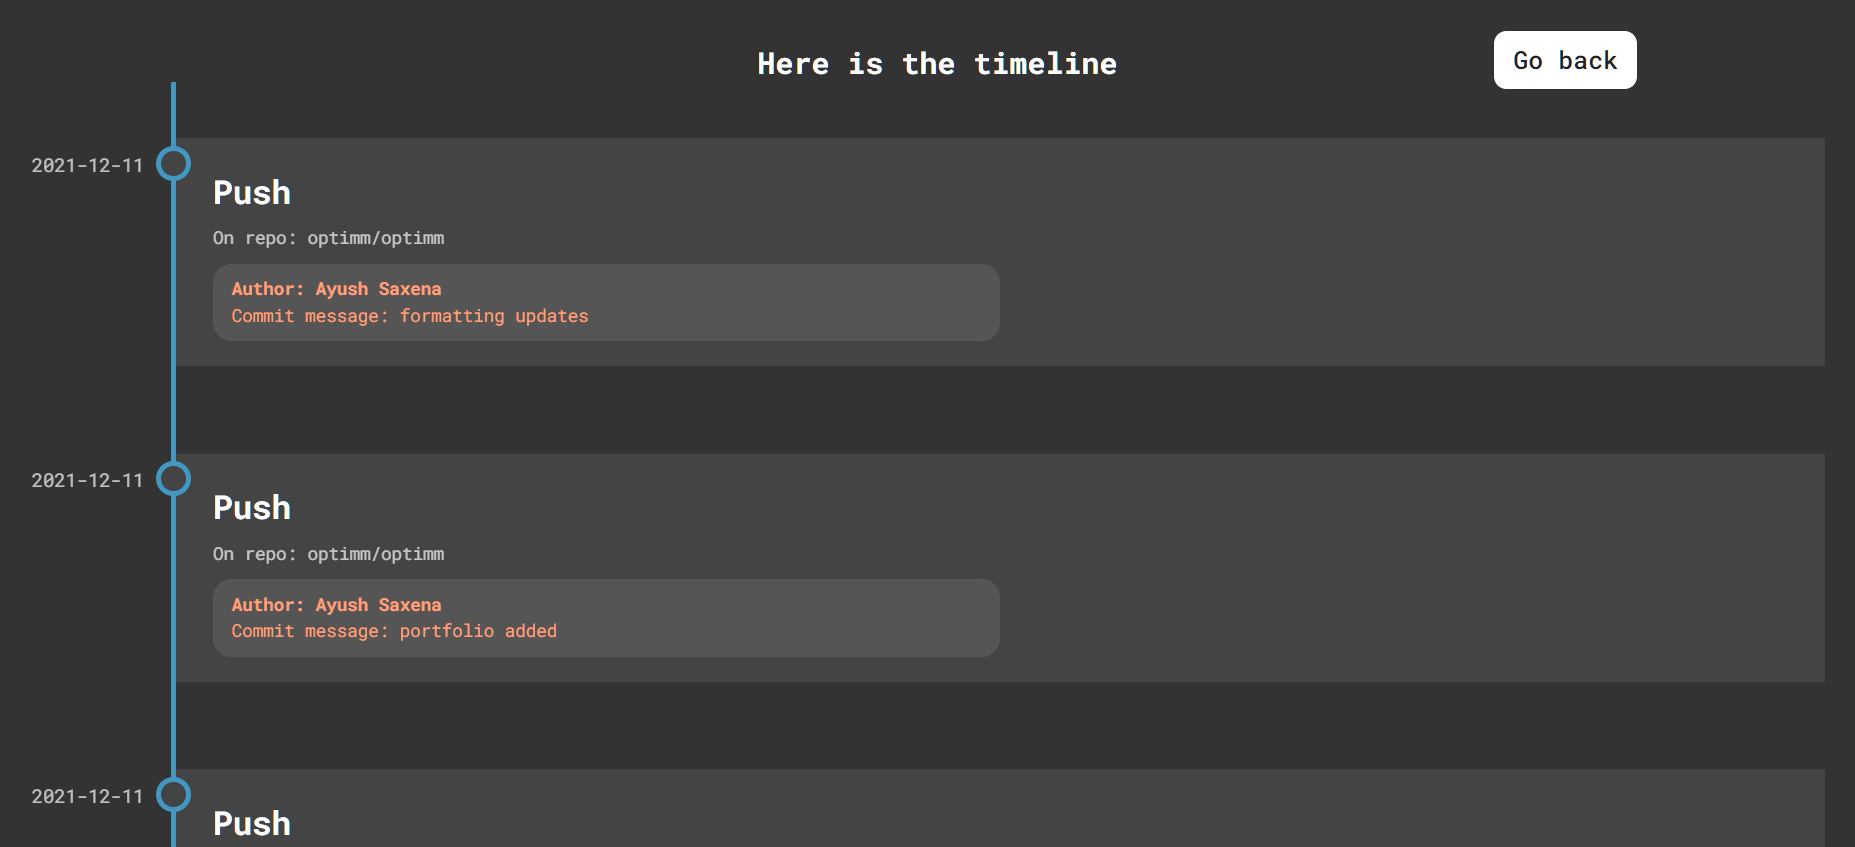 Here is the timeline
Go back
2021-12-11
Push
On repo: optimm/optimm
Author: Ayush Saxena
Commit message: formatting updates
2021-12-11
Push
On repo: optimm/optimm
Author: Ayush Saxena
Commit message: portfolio added
2021-12-11
Push